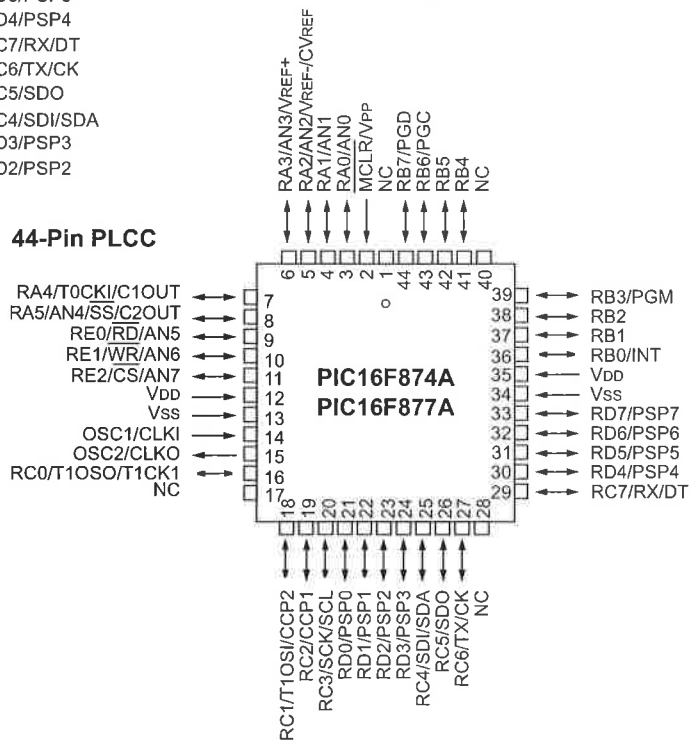 D4/PSP4
C7/RX/DT
C6/TX/CK
C5/SDO
C4/SDI/SDA
D3/PSP3
D2/PSP2
44-Pin PLCC
RA3/AN3/VREF+
RA2/AN2/VREF-/CVREF
RA1/AN1
RA0/AN0
MCLR/VPP
NC
RB7/PGD
RB6/PGC
RB5
RB4
NC
6 5 4 3 2 1 44 43 42 41 40
RA4/T0CKI/C1OUT 7
RA5/AN4/SS/C2OUT 8
RE0/RD/AN5 9
RE1/WR/AN6 10
RE2/CS/AN7 11
VDD 12
VSS 13
OSC1/CLKI 14
OSC2/CLKO 15
RC0/T1OSO/T1CK1 16
NC 17
PIC16F874A
PIC16F877A
39 RB3/PGM
38 RB2
37 RB1
36 RB0/INT
35 VDD
34 VSS
33 RD7/PSP7
32 RD6/PSP6
31 RD5/PSP5
30 RD4/PSP4
29 RC7/RX/DT
18 19 20 21 22 23 24 25 26 27 28
RC1/T1OSI/CCP2
RC2/CCP1
RC3/SCK/SCL
RD0/PSP0
RD1/PSP1
RD2/PSP2
RD3/PSP3
RC4/SDI/SDA
RC5/SDO
RC6/TX/CK
NC